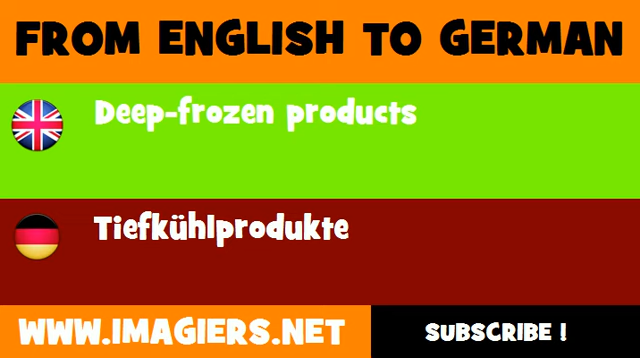 FROM ENGLISH TO GERMAN
Deep-frozen products
Tiefkühlprodukte
WWW.IMAGIERS.NET
SUBSCRIBE !